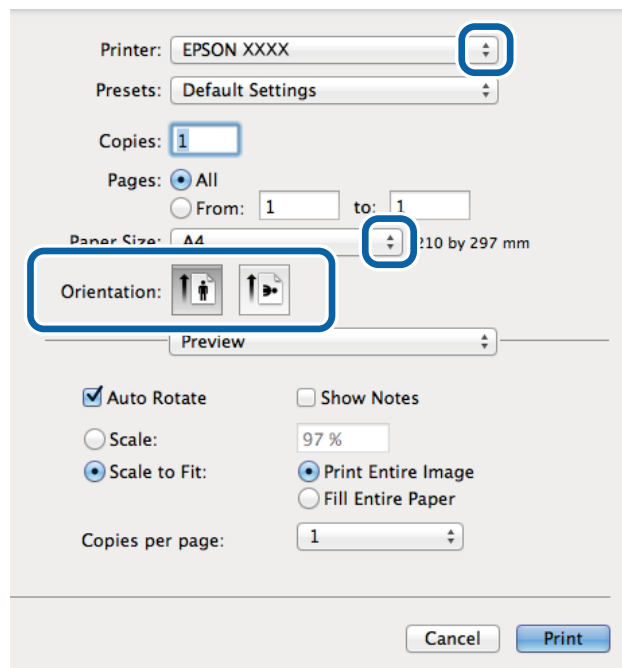 Printer: EPSON XXXX
Presets: Default Settings
Copies: 1
Pages: All
From: 1 to: 1
Paper Size: A4 210 by 297 mm
Orientation:
Preview
Auto Rotate Show Notes
Scale: 97 %
Scale to Fit: Print Entire Image
Fill Entire Paper
Copies per page: 1
Cancel Print